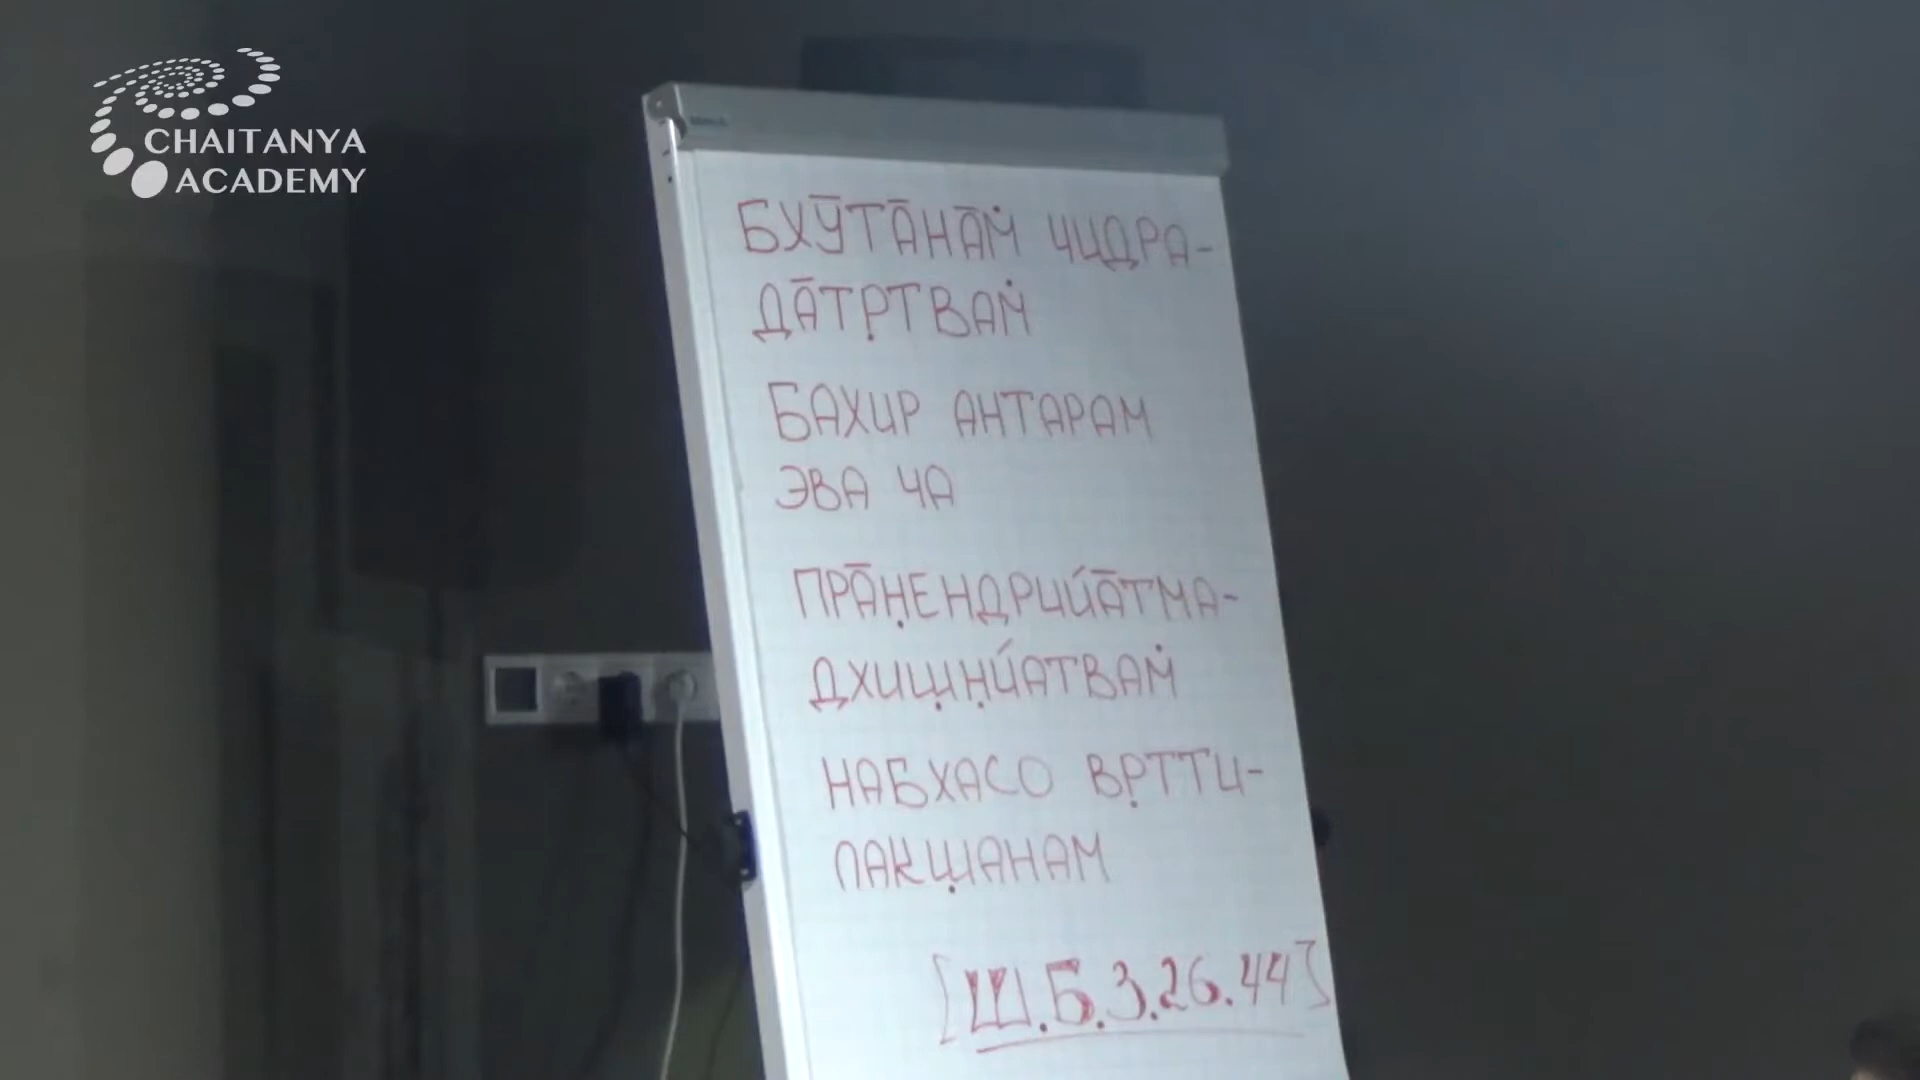 CHAITANYA
ACADEMY
БХӮТА̄НА̄М̇ ЧИДРА-
ДА̄ТР̣ТВАМ̇
БАХИР АНТАРАМ
ЭВА ЧА
ПРА̄Н̣ЕНДРИЙА̄ТМА-
ДХИШ̣Н̣ЙАТВАМ̇
НАБХАСО ВР̣ТТИ-
ЛАКШ̣АНАМ
[Ш.Б.3.26.44]